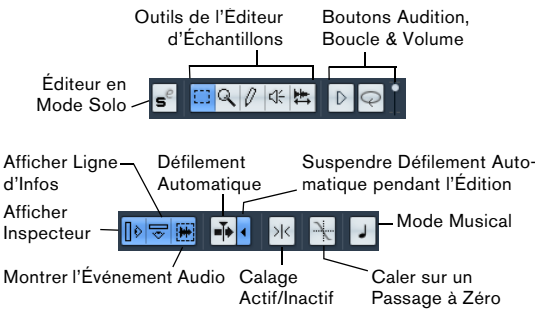 Outils de l'Éditeur
d'Échantillons
Boutons Audition,
Boucle & Volume
Éditeur en
Mode Solo
Afficher Ligne
d'Infos
Défilement
Automatique
Suspendre Défilement Auto-
matique pendant l'Édition
Afficher
Inspecteur
Mode Musical
Montrer l'Événement Audio
Calage
Actif/Inactif
Caler sur un
Passage à Zéro